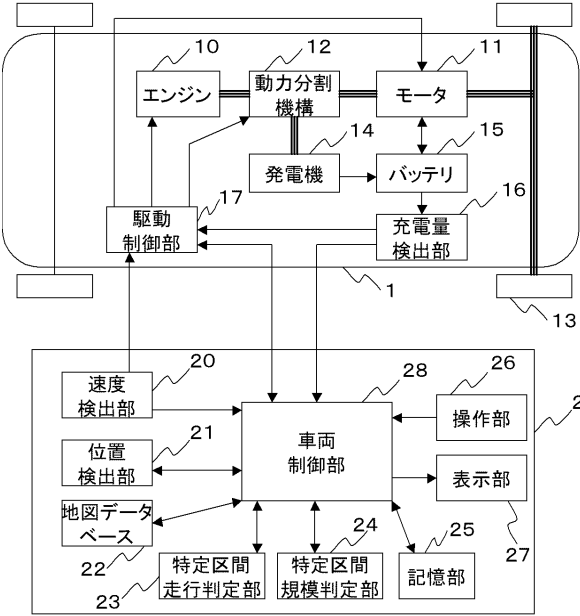 10
12
11
エンジン
動力分割
機構
モータ
14
15
発電機
バッテリ
17
16
駆動
制御部
充電量
検出部
1
13
20
28
26
2
速度
検出部
操作部
21
車両
制御部
位置
検出部
表示部
地図データ
ベース
22
24
25
27
特定区間
走行判定部
特定区間
規模判定部
記憶部
23